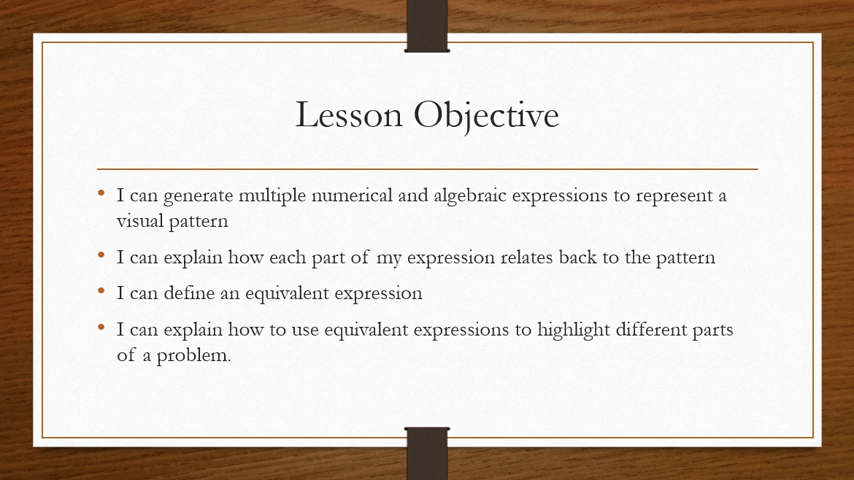 Lesson Objective
• I can generate multiple numerical and algebraic expressions to represent a
visual pattern
• I can explain how each part of my expression relates back to the pattern
• I can define an equivalent expression
• I can explain how to use equivalent expressions to highlight different parts
of a problem.